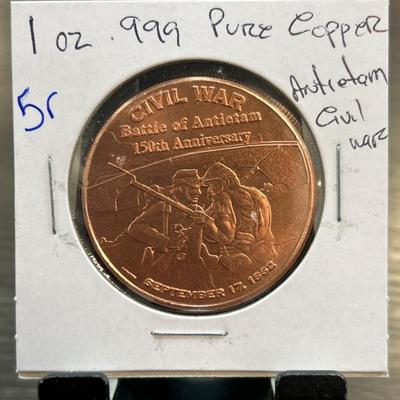 1 oz .999 Pure Copper
Antietam
Civil
War
5r
CIVIL WAR
Battle of Antietam
150th Anniversary
SEPTEMBER 17, 1862